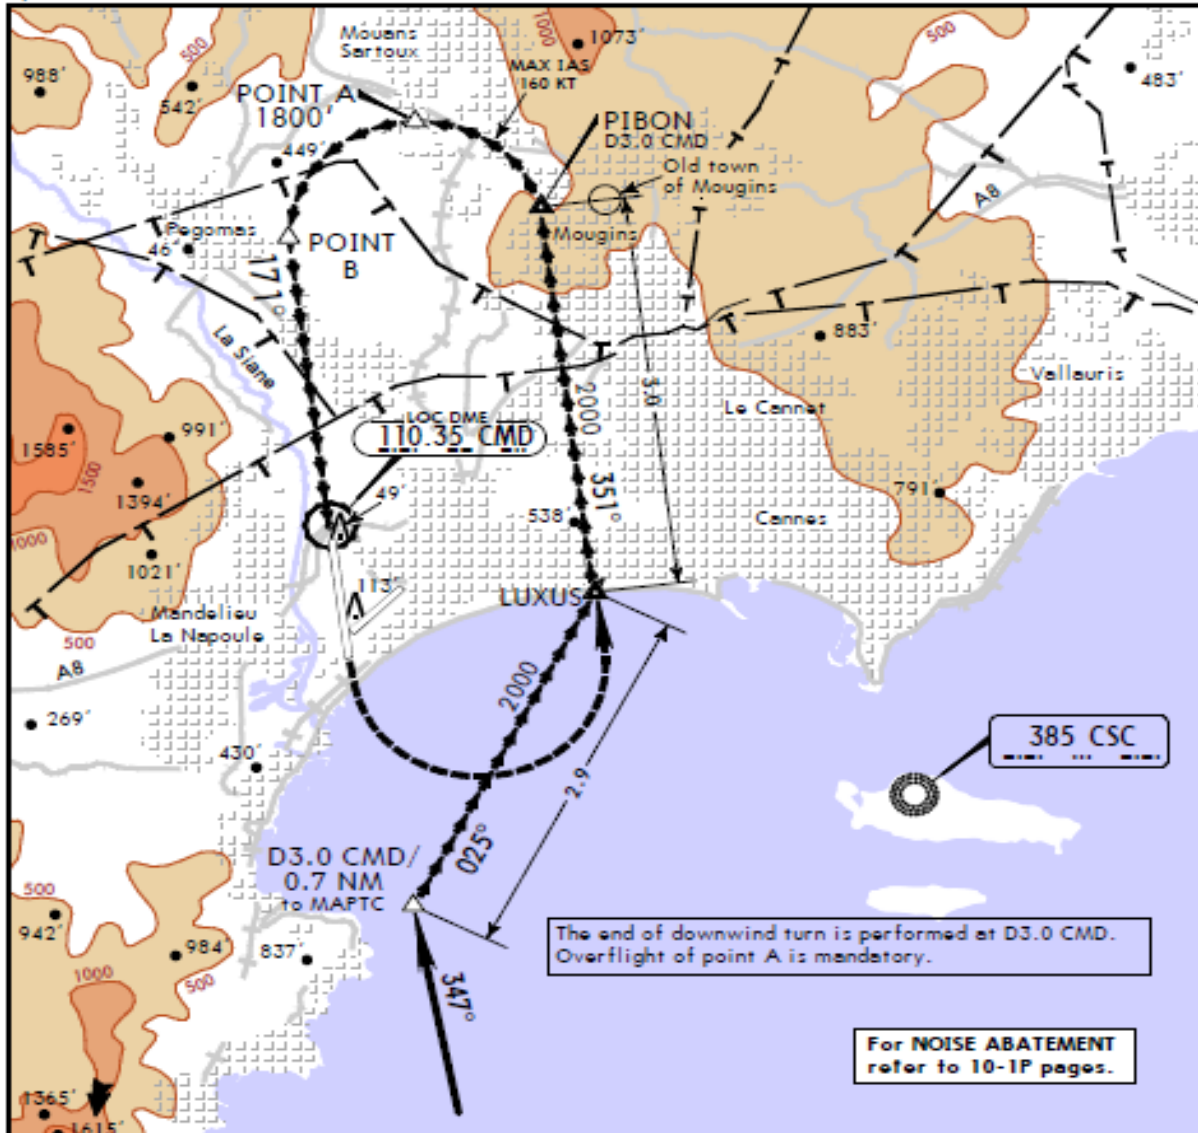 1000
1073′
Mouans
Sartoux
500
500
988′
542′
483′
MAX IAS
160 KT
POINT A
1800′
PIBON
D3.0 CMD
449′
Old town
of Mougins
A8
Pegomas
46′
POINT
B
Mougins
171°
La Siane
883′
3.0
2000
351°
Vallauris
Le Cannet
LOC DME
110.35 CMD
991′
1585′
1500
1394′
49′
791′
538
Cannes
1000
1021′
113′
LUXUS
Mandelieu
La Napoule
500
A8
2000
269′
430′
2.9
385 CSC
025°
D3.0 CMD/
0.7 NM
to MAPTC
500
942′
984′
837′
The end of downwind turn is performed at D3.0 CMD.
Overflight of point A is mandatory.
1000
500
347°
For NOISE ABATEMENT
refer to 10-1P pages.
1365′
1615′